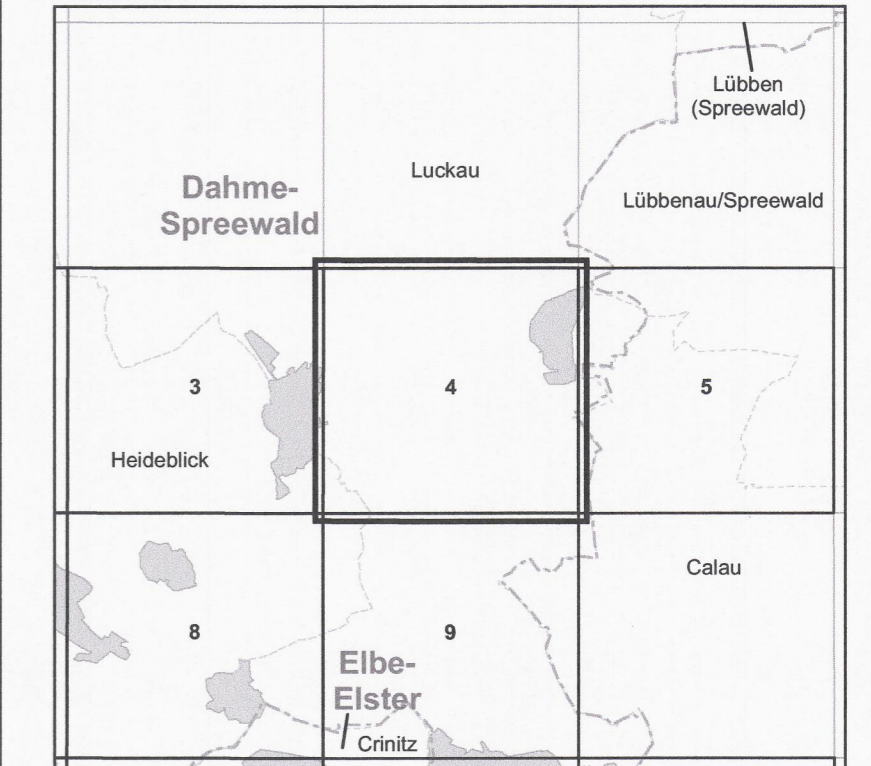 Lübben
(Spreewald)
Luckau
Dahme-
Spreewald
Lübbenau/Spreewald
3
4
5
Heideblick
Calau
8
9
Elbe-
Elster
Crinitz